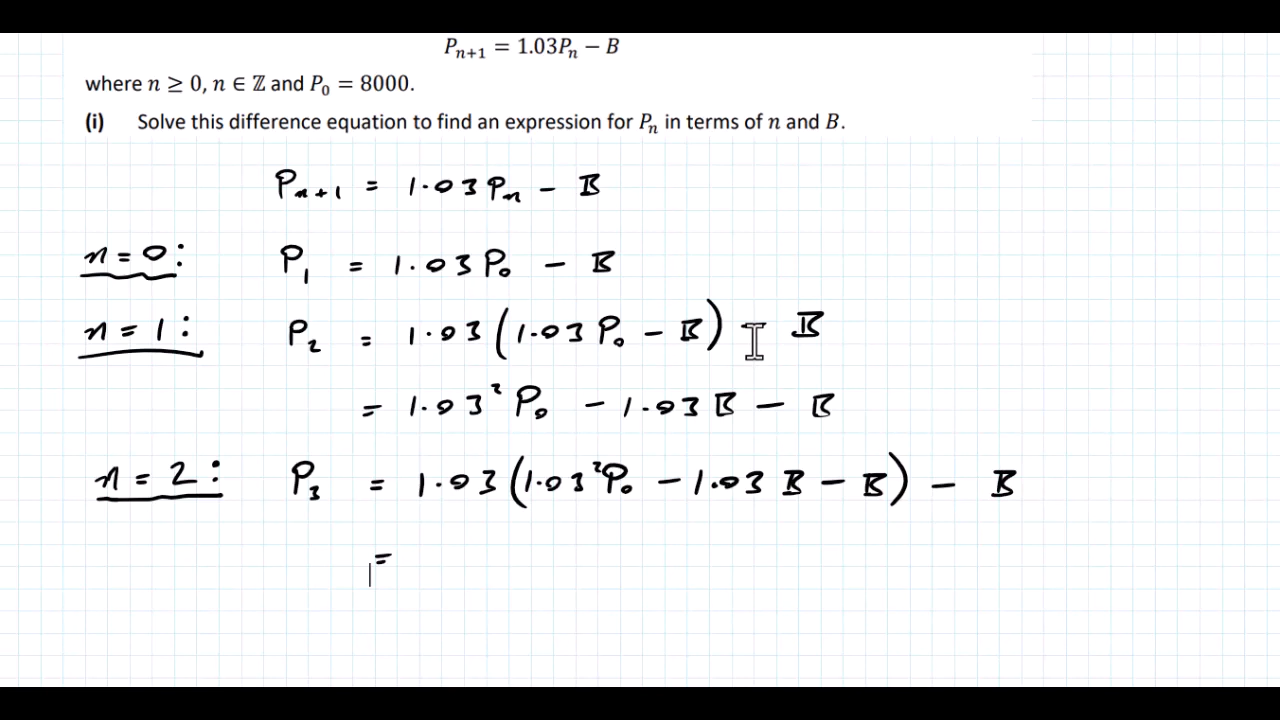 Pₙ₊₁ = 1.03Pₙ − B
where n ≥ 0, n ∈ ℤ and P₀ = 8000.
(i) Solve this difference equation to find an expression for Pₙ in terms of n and B.
Pₙ₊₁ = 1.03Pₙ − B
n = 0: P₁ = 1.03P₀ − B
n = 1: P₂ = 1.03(1.03P₀ − B) B
= 1.03²P₀ − 1.03B − B
n = 2: P₃ = 1.03(1.03²P₀ − 1.03B − B) − B
=